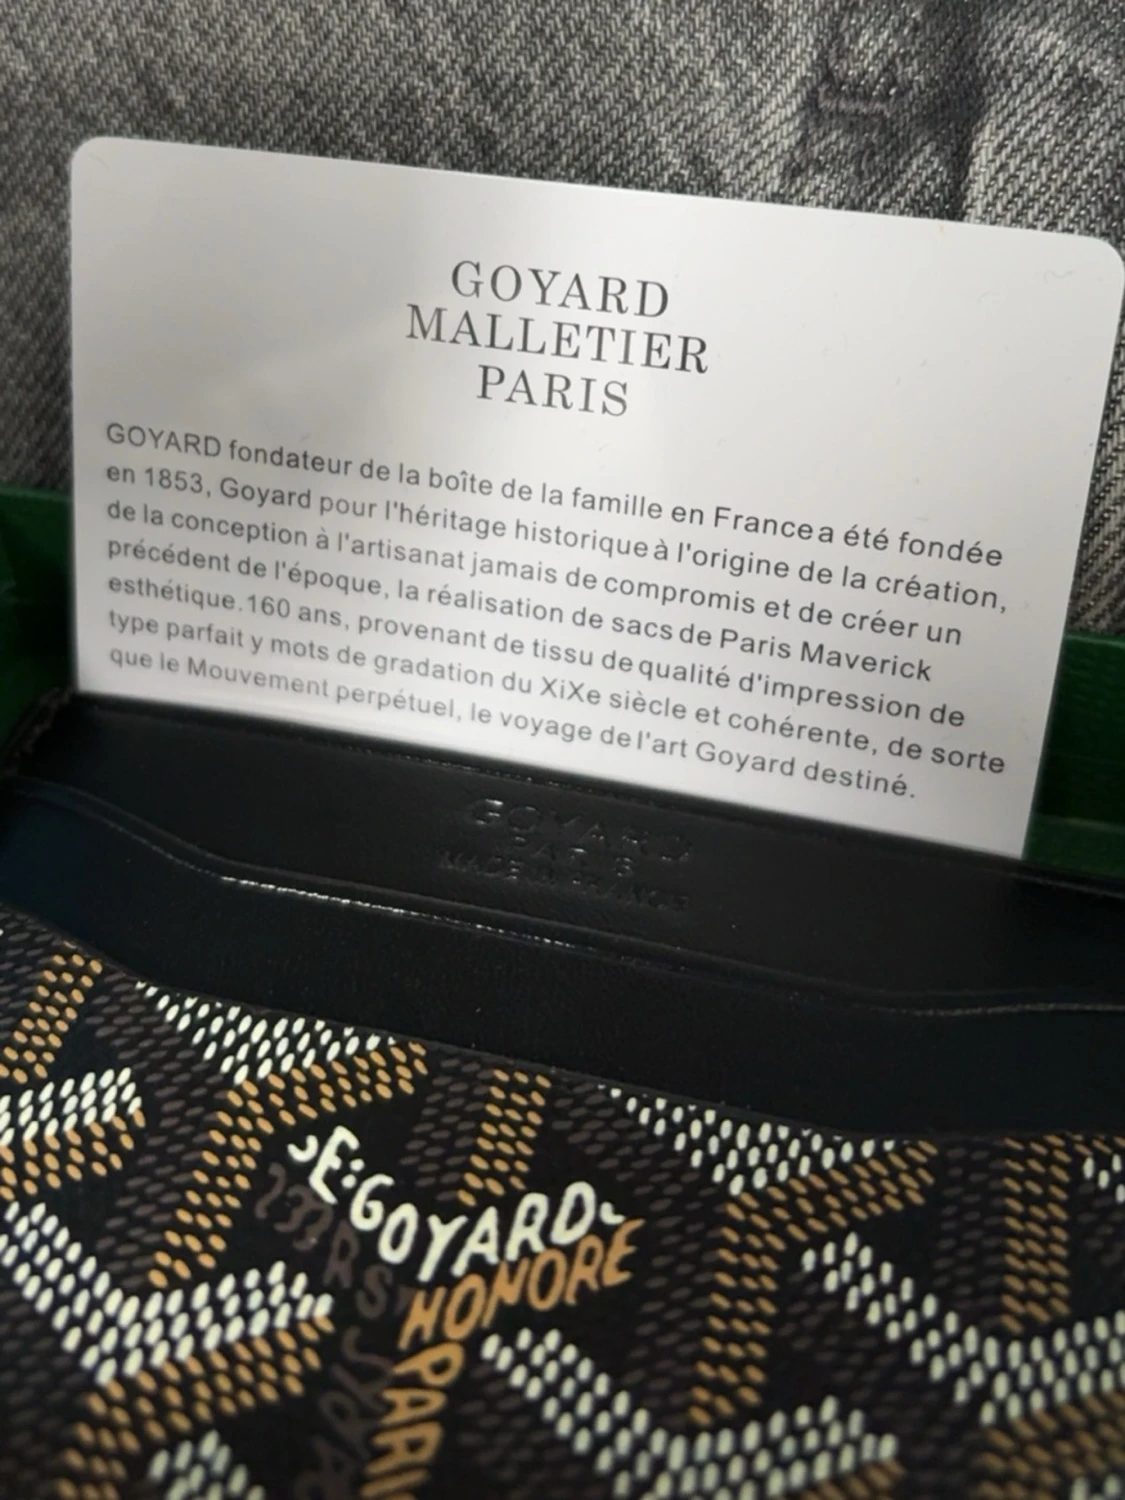 GOYARD
MALLETIER
PARIS
GOYARD fondateur de la boîte de la famille en France a été fondée
en 1853, Goyard pour l'héritage historique à l'origine de la création,
de la conception à l'artisanat jamais de compromis et de créer un
précédent de l'époque, la réalisation de sacs de Paris Maverick
esthétique.160 ans, provenant de tissu de qualité d'impression de
type parfait y mots de gradation du XiXe siècle et cohérente, de sorte
que le Mouvement perpétuel, le voyage de l'art Goyard destiné.
GOYARD
PARIS
MADE IN FRANCE
E.GOYARD
HONORE
PARI